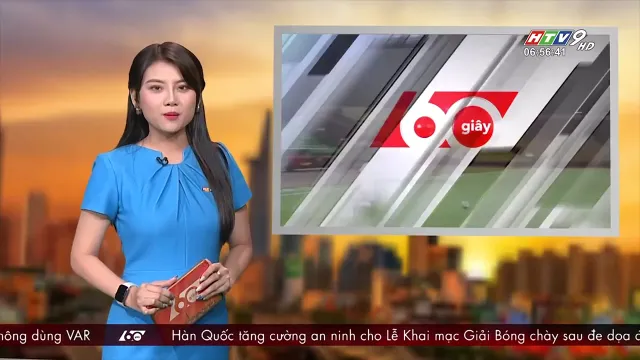 HTV9 HD
06:56:41
60 giây
hông dùng VAR 60 Hàn Quốc tăng cường an ninh cho Lễ Khai mạc Giải Bóng chày sau đe dọa